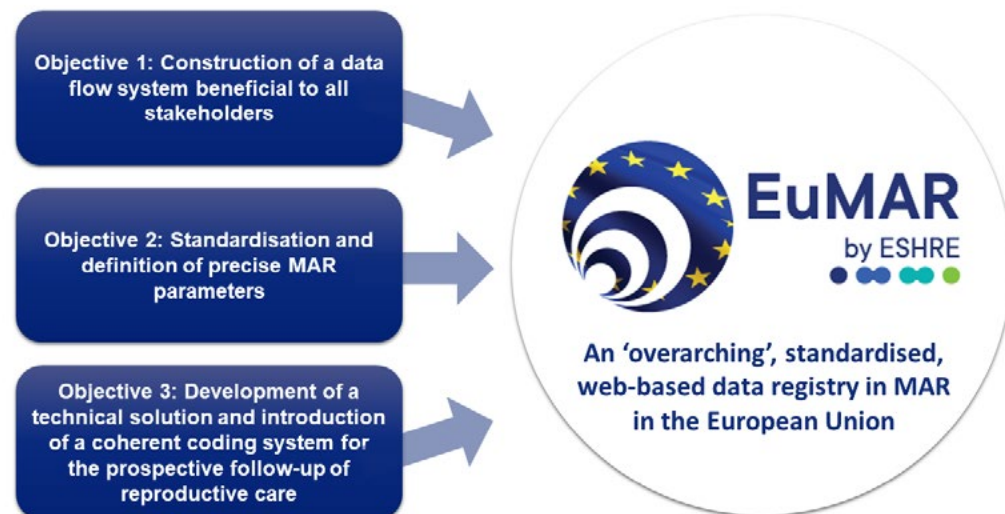 Objective 1: Construction of a data
flow system beneficial to all
stakeholders
Objective 2: Standardisation and
definition of precise MAR
parameters
Objective 3: Development of a
technical solution and introduction
of a coherent coding system for
the prospective follow-up of
reproductive care
EuMAR
by ESHRE
An ‘overarching’, standardised,
web-based data registry in MAR
in the European Union